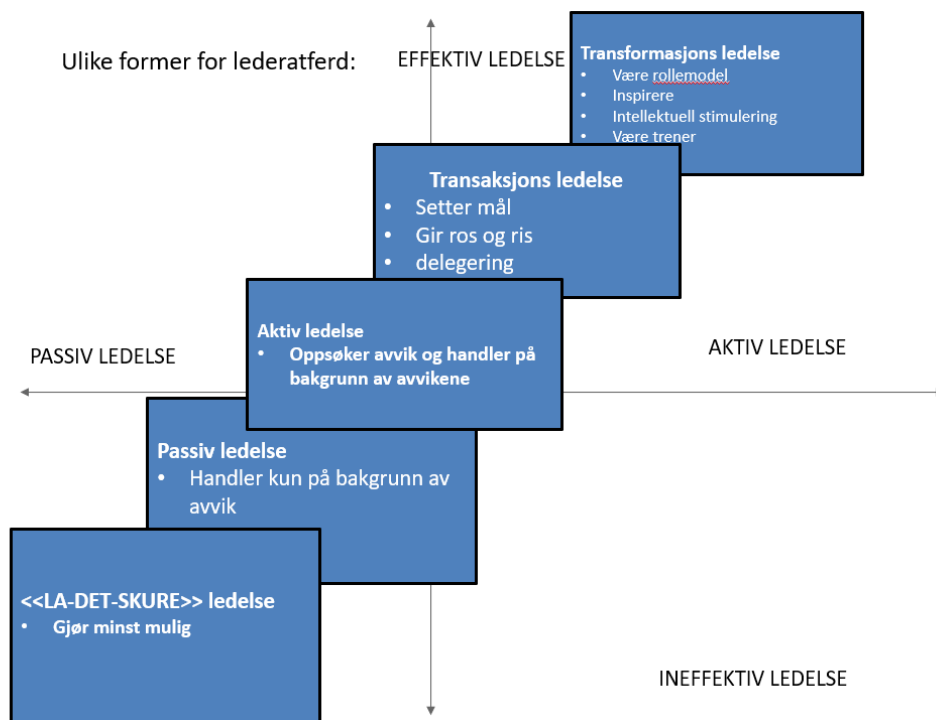 Ulike former for lederatferd:
EFFEKTIV LEDELSE
Transformasjons ledelse
• Være rollemodel
• Inspirere
• Intellektuell stimulering
• Være trener
Transaksjons ledelse
• Setter mål
• Gir ros og ris
• delegering
Aktiv ledelse
• Oppsøker avvik og handler på
bakgrunn av avvikene
PASSIV LEDELSE
AKTIV LEDELSE
Passiv ledelse
• Handler kun på bakgrunn av
avvik
<<LA-DET-SKURE>> ledelse
• Gjør minst mulig
INEFFEKTIV LEDELSE